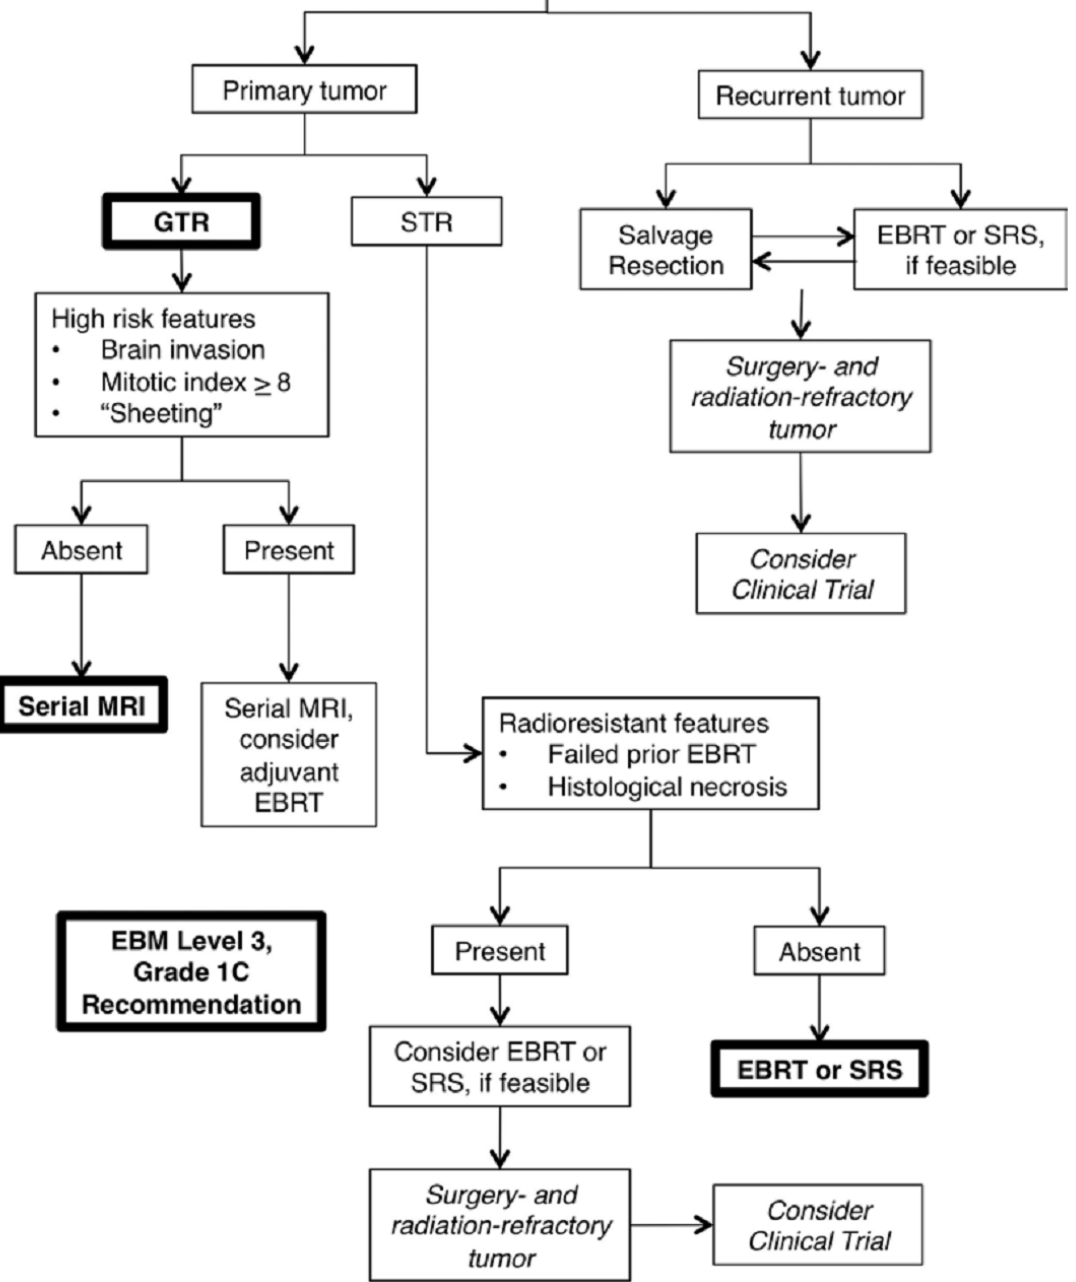 Primary tumor
Recurrent tumor
GTR
STR
Salvage
Resection
EBRT or SRS,
if feasible
High risk features
• Brain invasion
• Mitotic index ≥ 8
• “Sheeting”
Surgery- and
radiation-refractory
tumor
Absent
Present
Consider
Clinical Trial
Serial MRI
Serial MRI,
consider
adjuvant
EBRT
Radioresistant features
• Failed prior EBRT
• Histological necrosis
EBM Level 3,
Grade 1C
Recommendation
Present
Absent
Consider EBRT or
SRS, if feasible
EBRT or SRS
Surgery- and
radiation-refractory
tumor
Consider
Clinical Trial